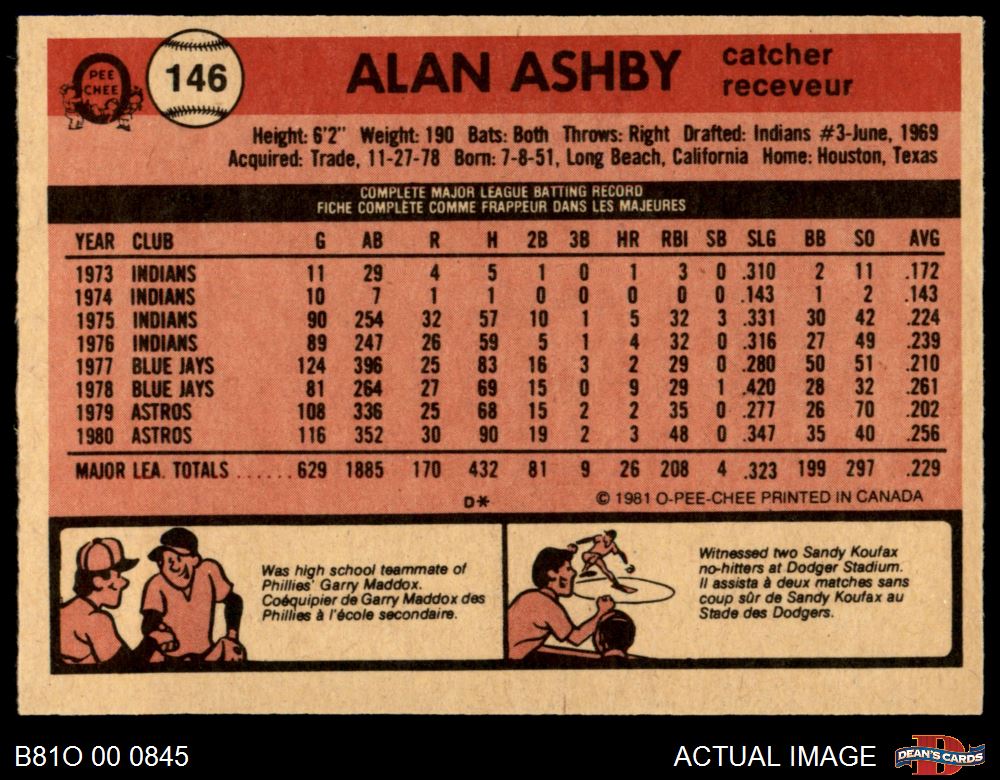 O PEE CHEE
146
ALAN ASHBY
catcher
receveur
Height: 6'2" Weight: 190 Bats: Both Throws: Right Drafted: Indians #3-June, 1969
Acquired: Trade, 11-27-78 Born: 7-8-51, Long Beach, California Home: Houston, Texas
COMPLETE MAJOR LEAGUE BATTING RECORD
FICHE COMPLÈTE COMME FRAPPEUR DANS LES MAJEURES
YEAR CLUB G AB R H 2B 3B HR RBI SB SLG BB SO AVG
1973 INDIANS 11 29 4 5 1 0 1 3 0 .310 2 11 .172
1974 INDIANS 10 7 1 1 0 0 0 0 0 .143 1 2 .143
1975 INDIANS 90 254 32 57 10 1 5 32 3 .331 30 42 .224
1976 INDIANS 89 247 26 59 5 1 4 32 0 .316 27 49 .239
1977 BLUE JAYS 124 396 25 83 16 3 2 29 0 .280 50 51 .210
1978 BLUE JAYS 81 264 27 69 15 0 9 29 1 .420 28 32 .261
1979 ASTROS 108 336 25 68 15 2 2 35 0 .277 26 70 .202
1980 ASTROS 116 352 30 90 19 2 3 48 0 .347 35 40 .256
MAJOR LEA. TOTALS ...... 629 1885 170 432 81 9 26 208 4 .323 199 297 .229
D* © 1981 O-PEE-CHEE PRINTED IN CANADA
Was high school teammate of
Phillies' Garry Maddox.
Coéquipier de Garry Maddox des
Phillies à l'école secondaire.
Witnessed two Sandy Koufax
no-hitters at Dodger Stadium.
Il assista à deux matches sans
coup sûr de Sandy Koufax au
Stade des Dodgers.
B81O 00 0845
ACTUAL IMAGE
DEAN'S CARDS